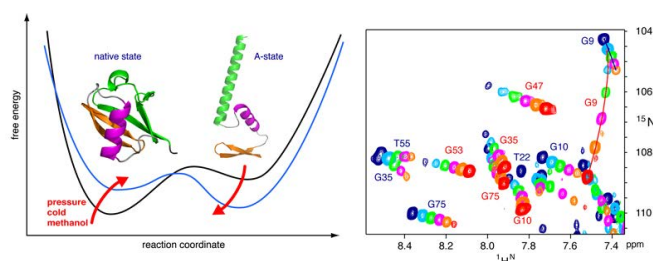 native state
A-state
free energy
pressure
cold
methanol
reaction coordinate
G9
G47
G9
T55
G53
G35
T22
G10
G35
G75
G75
G10
104
106
¹⁵N
108
110
ppm
8.4
8.2
8.0
7.8
7.6
7.4
¹Hᴺ